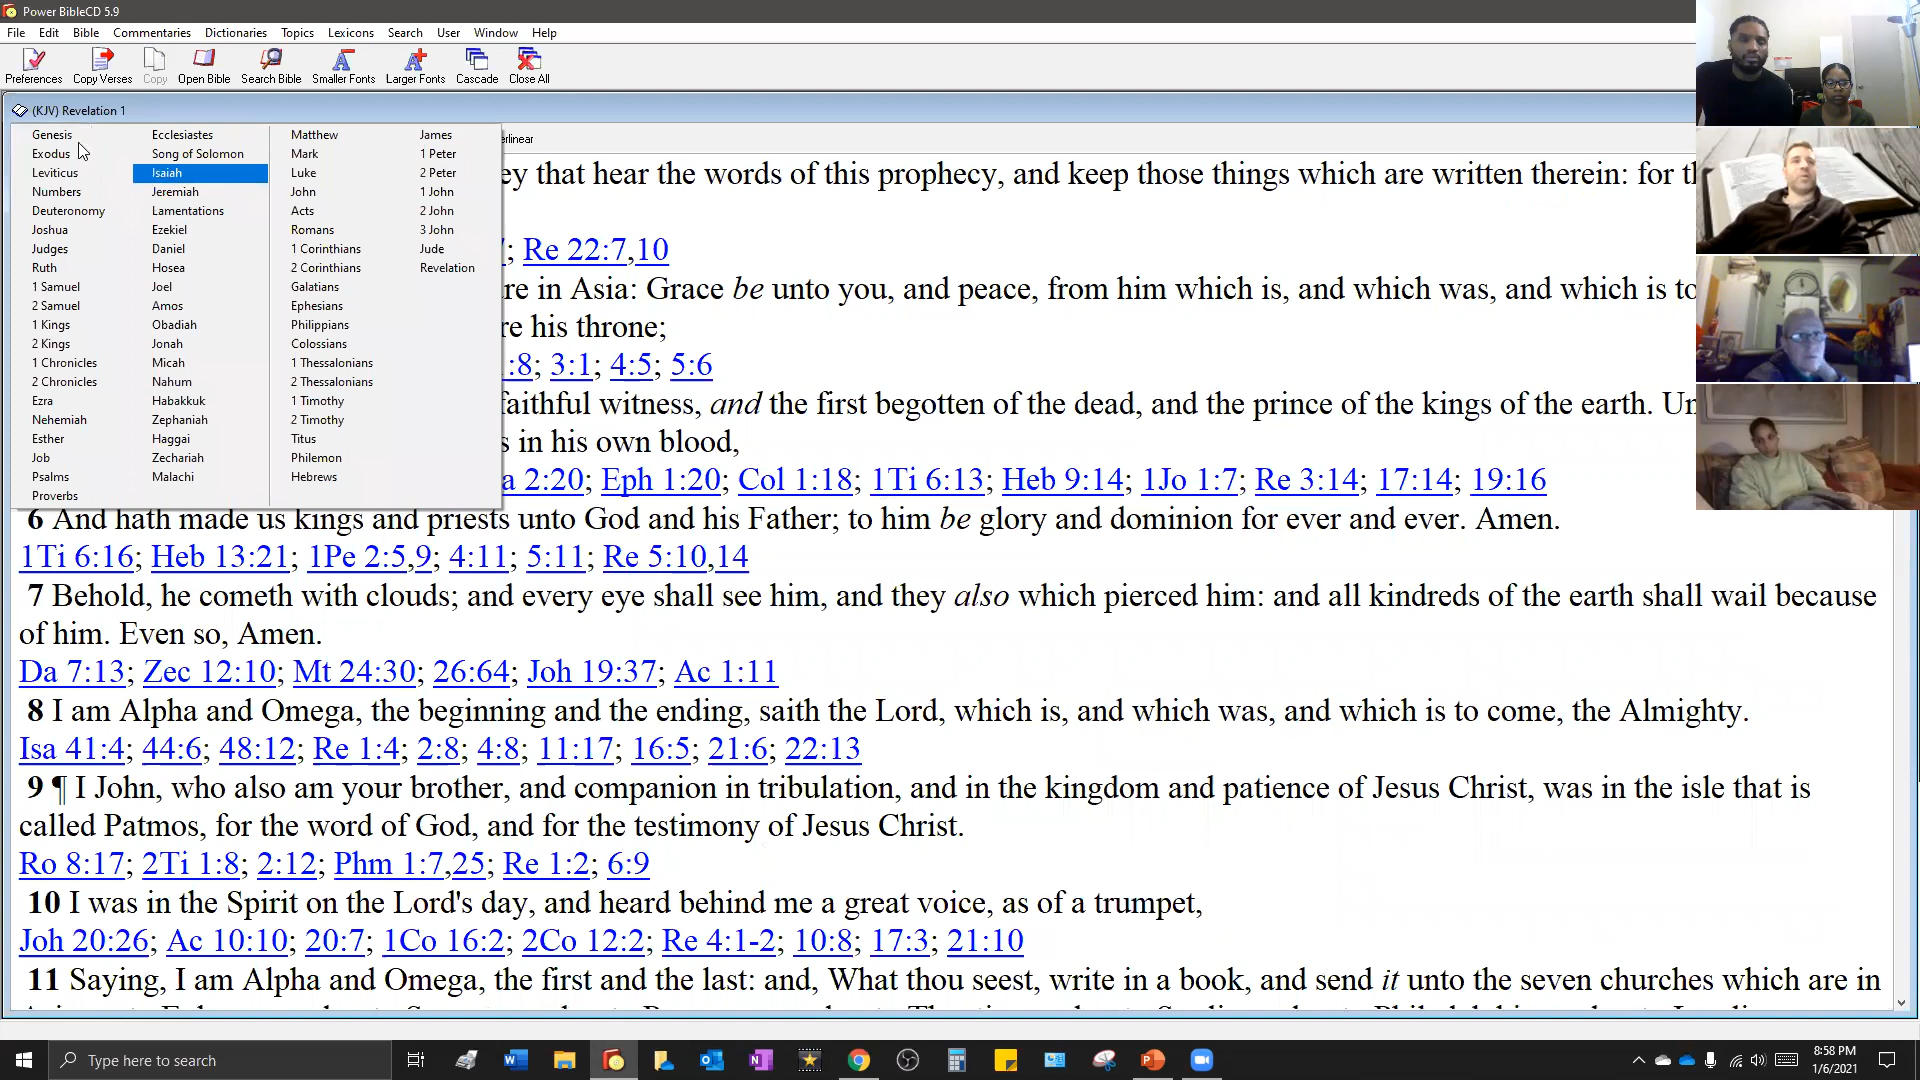 Power BibleCD 5.9
File Edit Bible Commentaries Dictionaries Topics Lexicons Search User Window Help
Preferences Copy Verses Copy Open Bible Search Bible Smaller Fonts Larger Fonts Cascade Close All
(KJV) Revelation 1
Genesis Ecclesiastes Matthew James
Exodus Song of Solomon Mark 1 Peter
Leviticus Isaiah Luke 2 Peter
Numbers Jeremiah John 1 John
Deuteronomy Lamentations Acts 2 John
Joshua Ezekiel Romans 3 John
Judges Daniel 1 Corinthians Jude
Ruth Hosea 2 Corinthians Revelation
1 Samuel Joel Galatians
2 Samuel Amos Ephesians
1 Kings Obadiah Philippians
2 Kings Jonah Colossians
1 Chronicles Micah 1 Thessalonians
2 Chronicles Nahum 2 Thessalonians
Ezra Habakkuk 1 Timothy
Nehemiah Zephaniah 2 Timothy
Esther Haggai Titus
Job Zechariah Philemon
Psalms Malachi Hebrews
Proverbs
erlinear
ey that hear the words of this prophecy, and keep those things which are written therein: for th
; Re 22:7,10
re in Asia: Grace be unto you, and peace, from him which is, and which was, and which is to
re his throne;
:8; 3:1; 4:5; 5:6
faithful witness, and the first begotten of the dead, and the prince of the kings of the earth. Un
s in his own blood,
a 2:20; Eph 1:20; Col 1:18; 1Ti 6:13; Heb 9:14; 1Jo 1:7; Re 3:14; 17:14; 19:16
6 And hath made us kings and priests unto God and his Father; to him be glory and dominion for ever and ever. Amen.
1Ti 6:16; Heb 13:21; 1Pe 2:5,9; 4:11; 5:11; Re 5:10,14
7 Behold, he cometh with clouds; and every eye shall see him, and they also which pierced him: and all kindreds of the earth shall wail because
of him. Even so, Amen.
Da 7:13; Zec 12:10; Mt 24:30; 26:64; Joh 19:37; Ac 1:11
8 I am Alpha and Omega, the beginning and the ending, saith the Lord, which is, and which was, and which is to come, the Almighty.
Isa 41:4; 44:6; 48:12; Re 1:4; 2:8; 4:8; 11:17; 16:5; 21:6; 22:13
9 ¶ I John, who also am your brother, and companion in tribulation, and in the kingdom and patience of Jesus Christ, was in the isle that is
called Patmos, for the word of God, and for the testimony of Jesus Christ.
Ro 8:17; 2Ti 1:8; 2:12; Phm 1:7,25; Re 1:2; 6:9
10 I was in the Spirit on the Lord's day, and heard behind me a great voice, as of a trumpet,
Joh 20:26; Ac 10:10; 20:7; 1Co 16:2; 2Co 12:2; Re 4:1-2; 10:8; 17:3; 21:10
11 Saying, I am Alpha and Omega, the first and the last: and, What thou seest, write in a book, and send it unto the seven churches which are in
Type here to search
8:58 PM
1/6/2021